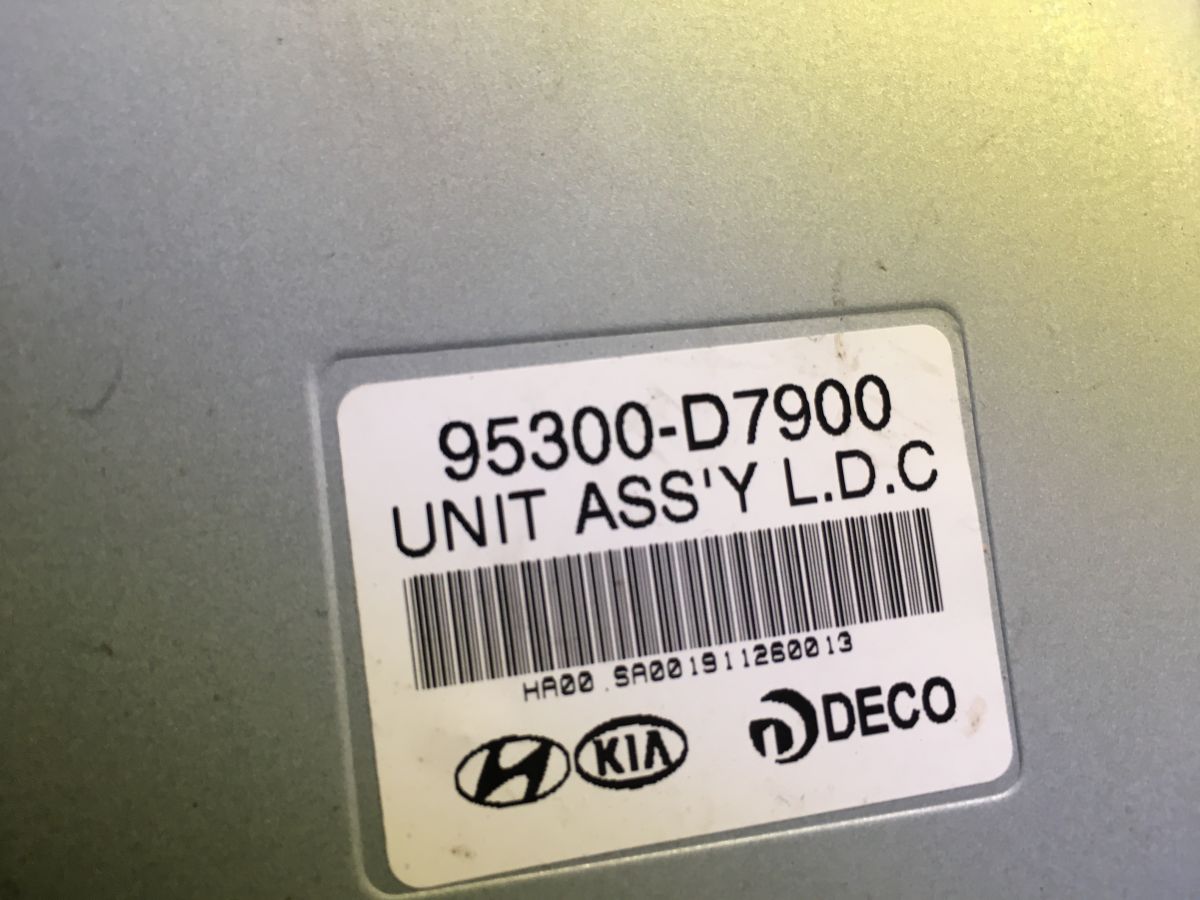 95300-D7900
UNIT ASS'Y L.D.C
HA00 SA001911260013
KIA
DECO